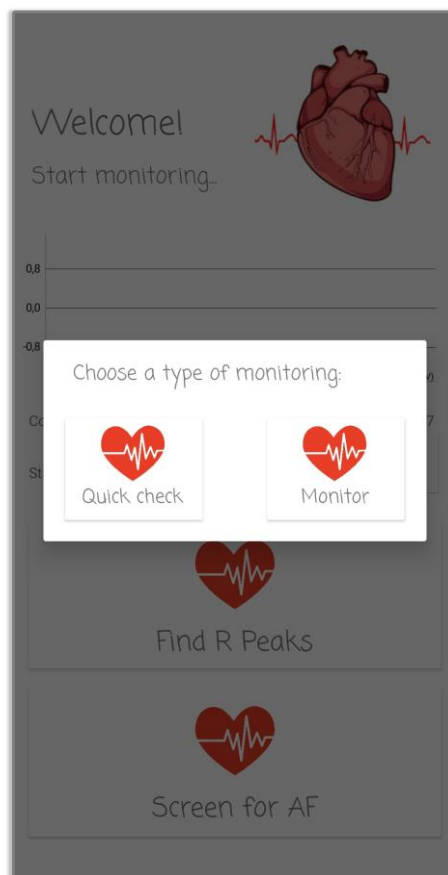 Welcome!
Start monitoring...
0,8
0,0
-0,8
Choose a type of monitoring:
Quick check
Monitor
Find R Peaks
Screen for AF